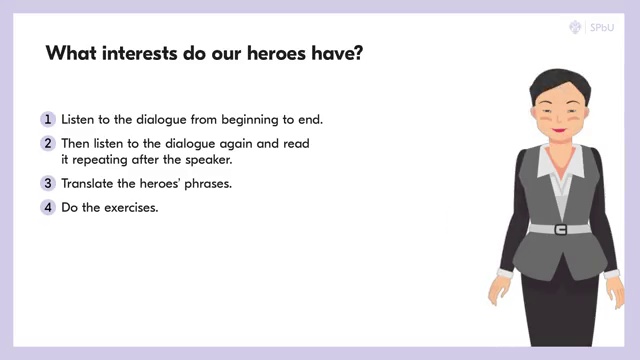 SPbU
What interests do our heroes have?
1 Listen to the dialogue from beginning to end.
2 Then listen to the dialogue again and read
it repeating after the speaker.
3 Translate the heroes' phrases.
4 Do the exercises.